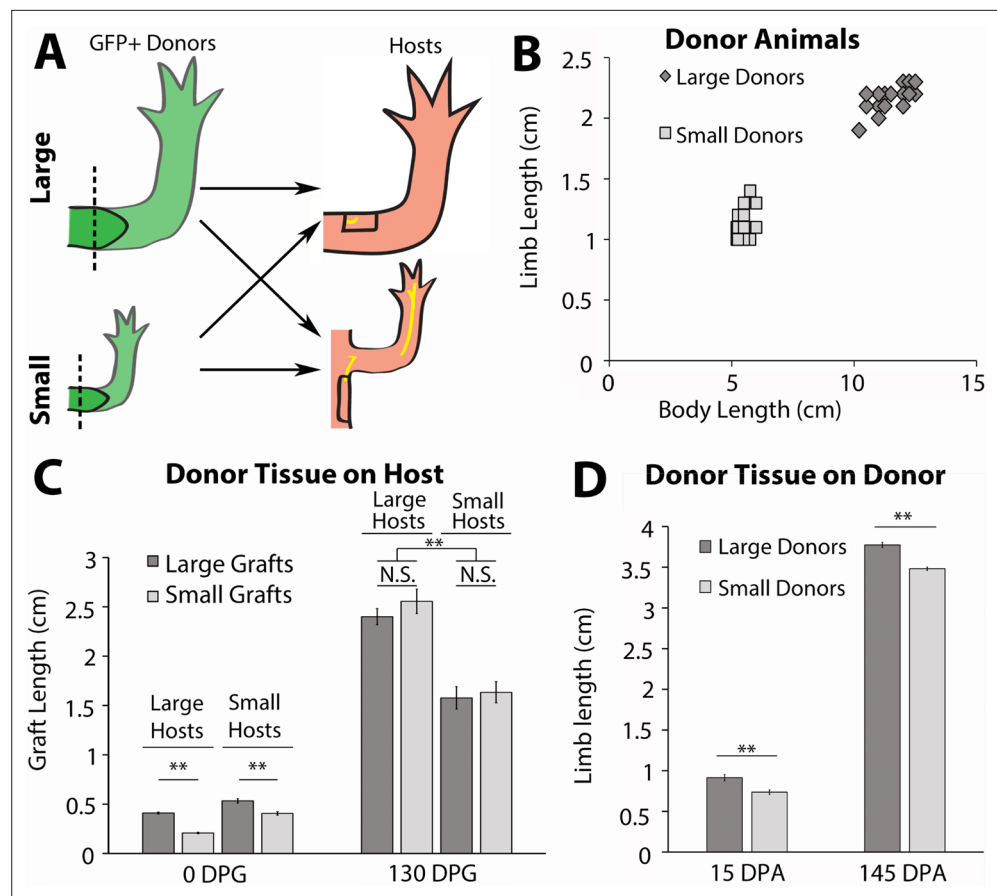 A
GFP+ Donors
Hosts
Large
Small
B
Donor Animals
Large Donors
Small Donors
Limb Length (cm)
2.5
2
1.5
1
0.5
0
0
5
10
15
Body Length (cm)
C
Donor Tissue on Host
Large Grafts
Small Grafts
Graft Length (cm)
3
2.5
2
1.5
1
0.5
0
Large
Hosts
Small
Hosts
**
**
Large
Hosts
Small
Hosts
**
N.S.
N.S.
0 DPG
130 DPG
D
Donor Tissue on Donor
Large Donors
Small Donors
Limb length (cm)
4
3.5
3
2.5
2
1.5
1
0.5
0
**
**
15 DPA
145 DPA